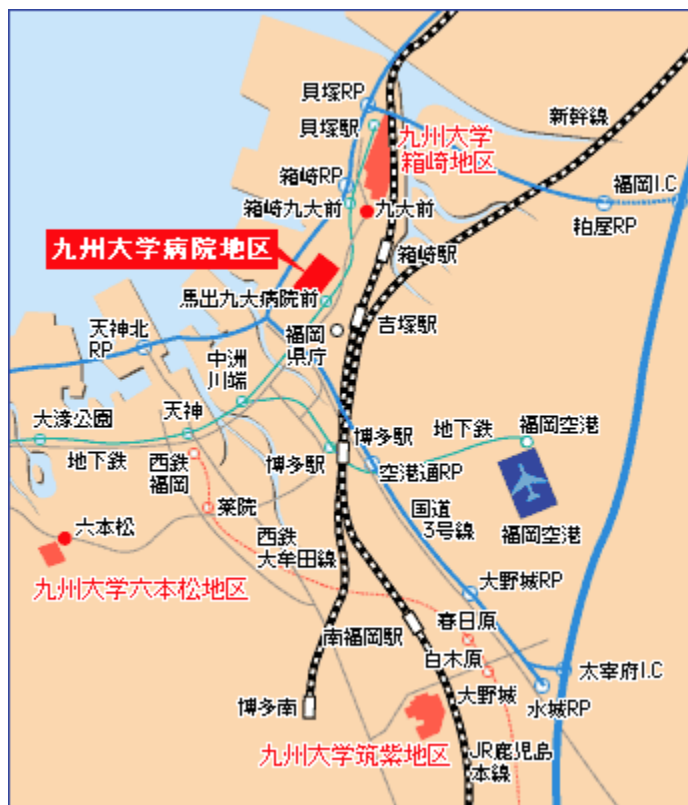 貝塚RP
貝塚駅
九州大学
箱崎地区
新幹線
箱崎RP
福岡I.C
箱崎九大前
九大前
粕屋RP
九州大学病院地区
箱崎駅
馬出九大病院前
天神北
RP
福岡
県庁
吉塚駅
中洲
川端
大濠公園
天神
博多駅
地下鉄
福岡空港
地下鉄
西鉄
福岡
博多駅
空港通RP
薬院
国道
3号線
福岡空港
六本松
西鉄
大牟田線
九州大学六本松地区
大野城RP
春日原
南福岡駅
白木原
太宰府I.C
大野城
博多南
水城RP
九州大学筑紫地区
JR鹿児島
本線